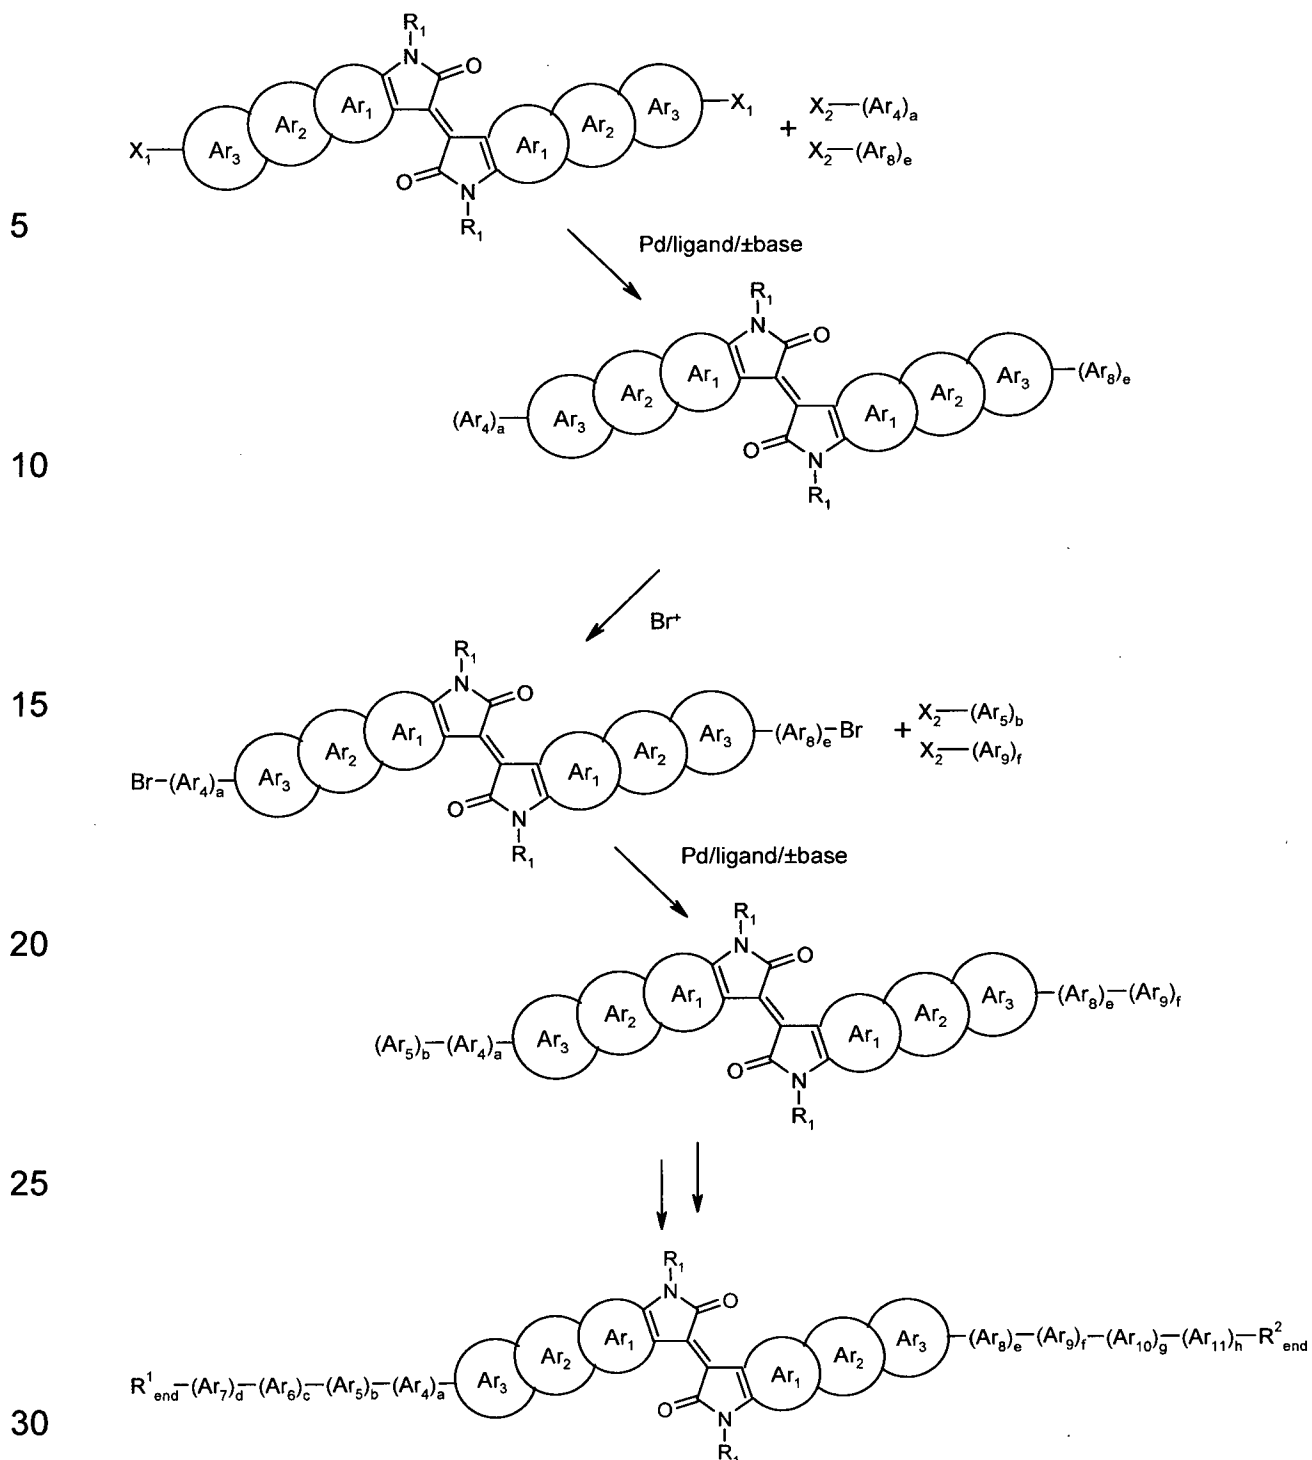 R1
N
O
Ar1
Ar2
Ar3
X1
Ar1
Ar2
Ar3
X1
+
X2—(Ar4)a
X2—(Ar8)e
O
N
R1
5
Pd/ligand/±base
R1
N
O
(Ar4)a
Ar3
Ar2
Ar1
Ar1
Ar2
Ar3
(Ar8)e
O
N
R1
10
Br+
R1
N
O
15
Br-(Ar4)a
Ar3
Ar2
Ar1
Ar1
Ar2
Ar3
(Ar8)e-Br
+
X2—(Ar5)b
X2—(Ar9)f
O
N
R1
Pd/ligand/±base
20
R1
N
O
(Ar5)b—(Ar4)a
Ar3
Ar2
Ar1
Ar1
Ar2
Ar3
(Ar8)e—(Ar9)f
O
N
R1
25
R1
N
O
R1end—(Ar7)d—(Ar6)c—(Ar5)b—(Ar4)a
Ar3
Ar2
Ar1
Ar1
Ar2
Ar3
(Ar8)e—(Ar9)f—(Ar10)g—(Ar11)h—R2end
O
N
R1
30